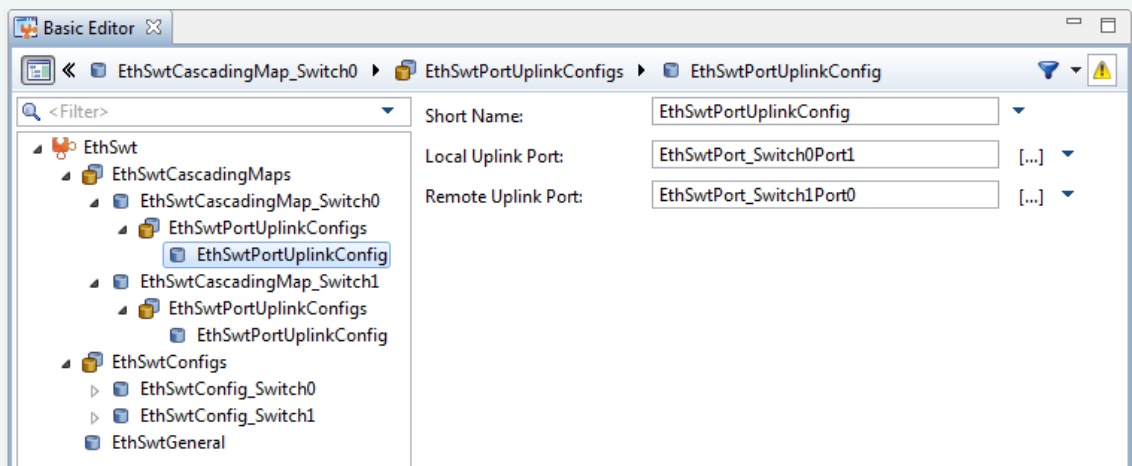 Basic Editor
EthSwtCascadingMap_Switch0 EthSwtPortUplinkConfigs EthSwtPortUplinkConfig
<Filter>
EthSwt
EthSwtCascadingMaps
EthSwtCascadingMap_Switch0
EthSwtPortUplinkConfigs
EthSwtPortUplinkConfig
EthSwtCascadingMap_Switch1
EthSwtPortUplinkConfigs
EthSwtPortUplinkConfig
EthSwtConfigs
EthSwtConfig_Switch0
EthSwtConfig_Switch1
EthSwtGeneral
Short Name: EthSwtPortUplinkConfig
Local Uplink Port: EthSwtPort_Switch0Port1 [...]
Remote Uplink Port: EthSwtPort_Switch1Port0 [...]